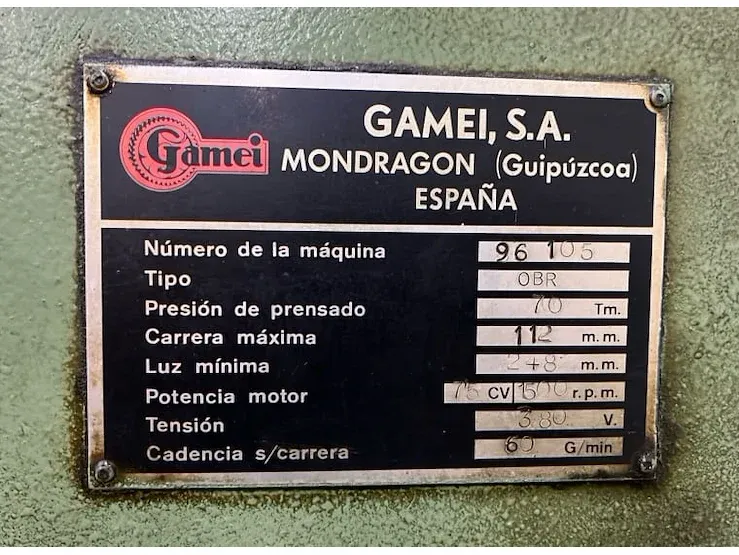 Gamei
GAMEI, S.A.
MONDRAGON (Guipúzcoa)
ESPAÑA
Número de la máquina 96 105
Tipo OBR
Presión de prensado 70 Tm.
Carrera máxima 112 m.m.
Luz mínima 248 m.m.
Potencia motor CV 1500 r.p.m.
Tensión 380 V.
Cadencia s/carrera 60 G/min